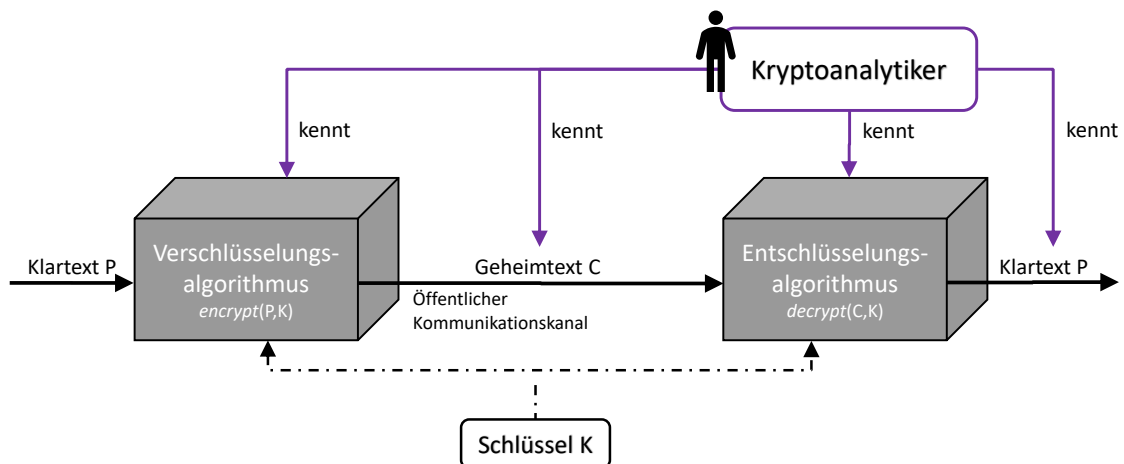 Kryptoanalytiker
kennt
kennt
kennt
kennt
Klartext P
Verschlüsselungs-
algorithmus
encrypt(P,K)
Geheimtext C
Öffentlicher
Kommunikationskanal
Entschlüsselungs-
algorithmus
decrypt(C,K)
Klartext P
Schlüssel K